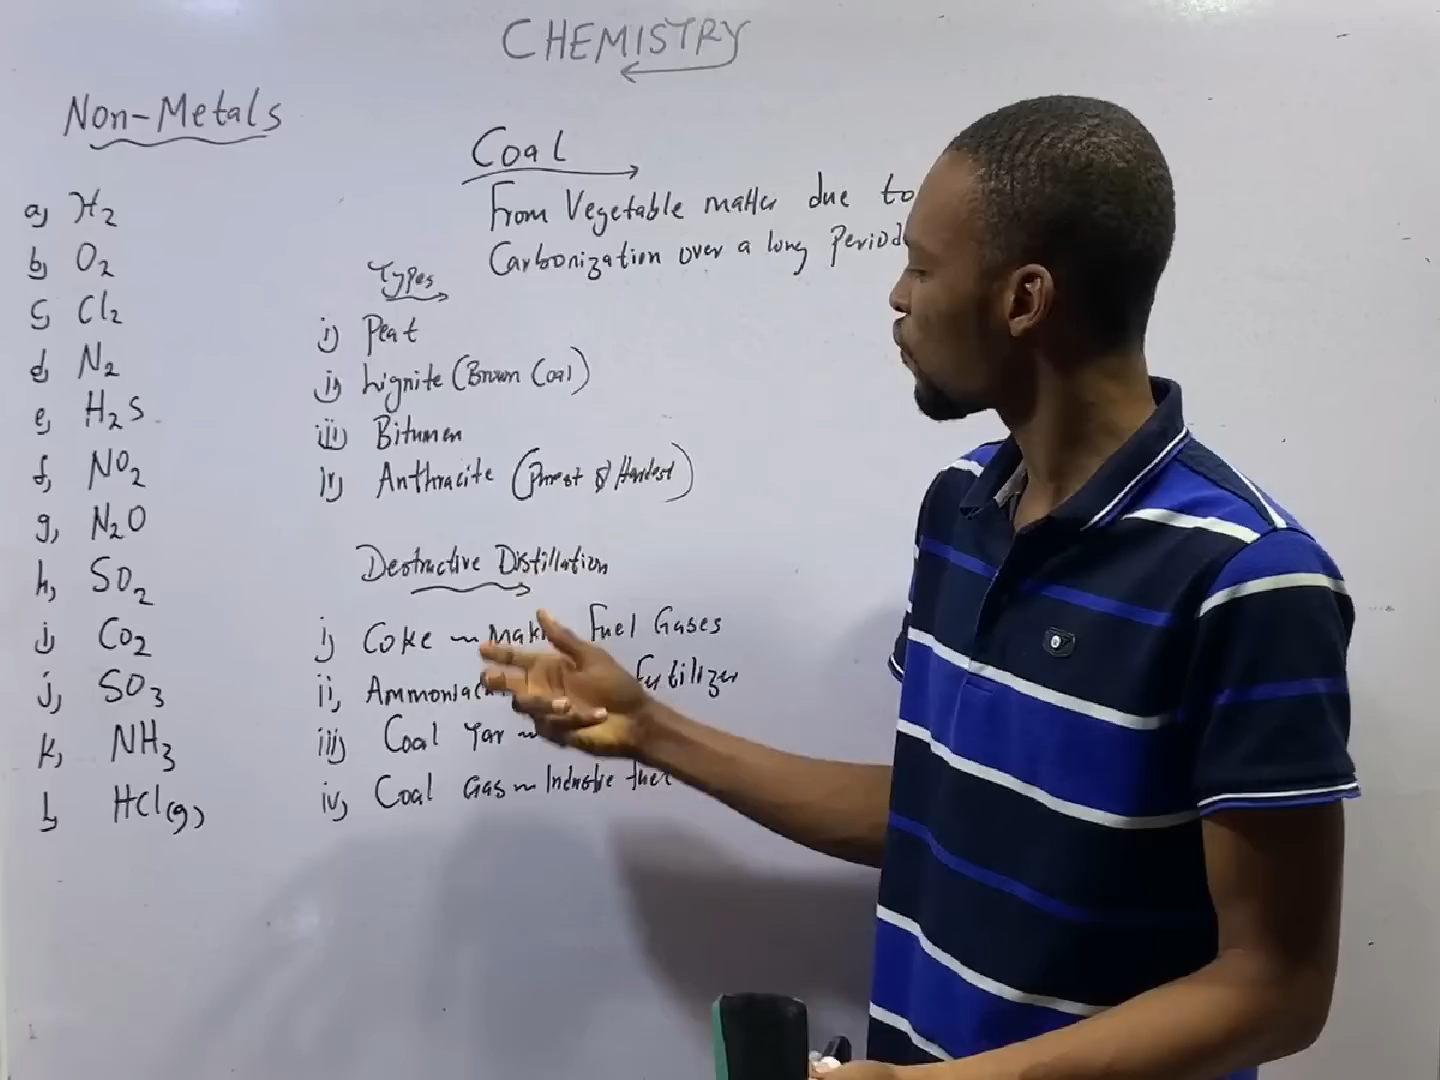 CHEMISTRY
Non-Metals
a, H2
b, O2
c, Cl2
d, N2
e, H2S
f, NO2
g, N2O
h, SO2
i, CO2
j, SO3
k, NH3
l, HCl(g)
Coal
From Vegetable matter due to
Carbonization over a long Period
Types
i) Peat
ii) Lignite (Brown Coal)
iii) Bitumen
iv) Anthracite (Purest & Hardest)
Destructive Distillation
i) Coke ~ Fuel Gases
ii, Fertilizer
iii) Coal Tar ~
iv, Coal Gas ~ Industrie fuel